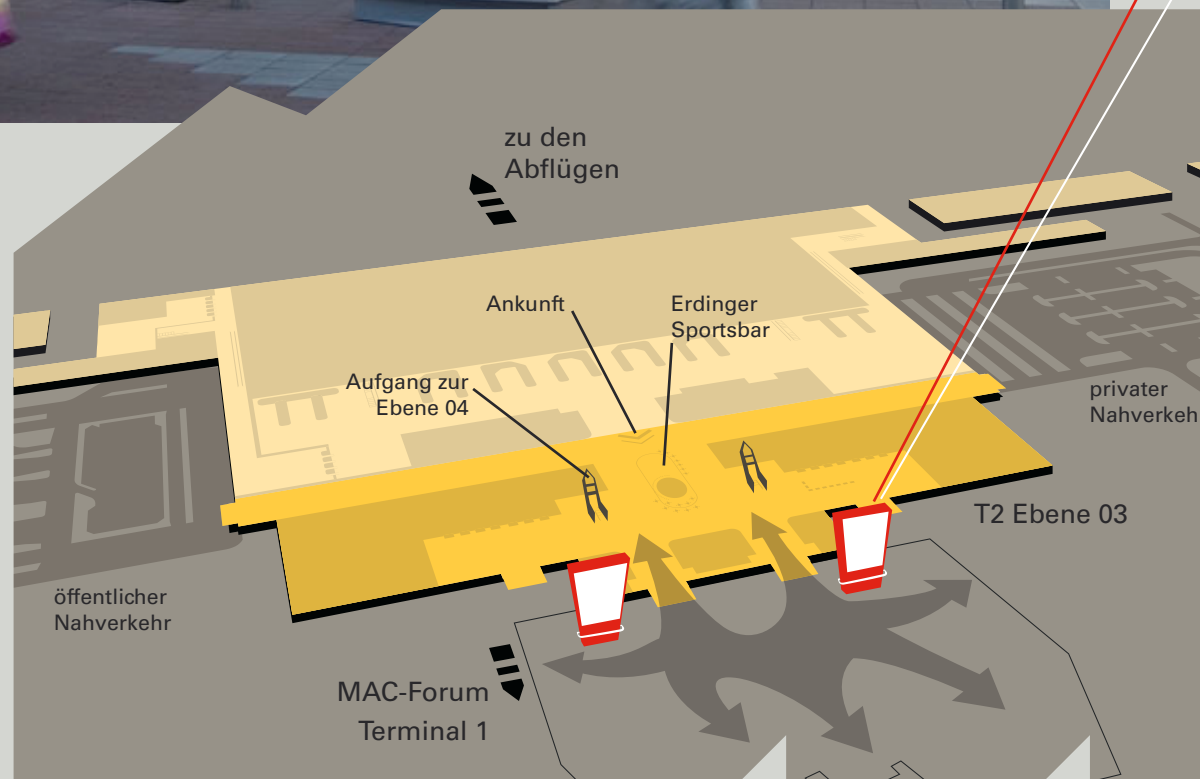 zu den
Abflügen
Ankunft
Erdinger
Sportsbar
Aufgang zur
Ebene 04
privater
Nahverkeh
T2 Ebene 03
öffentlicher
Nahverkehr
MAC-Forum
Terminal 1